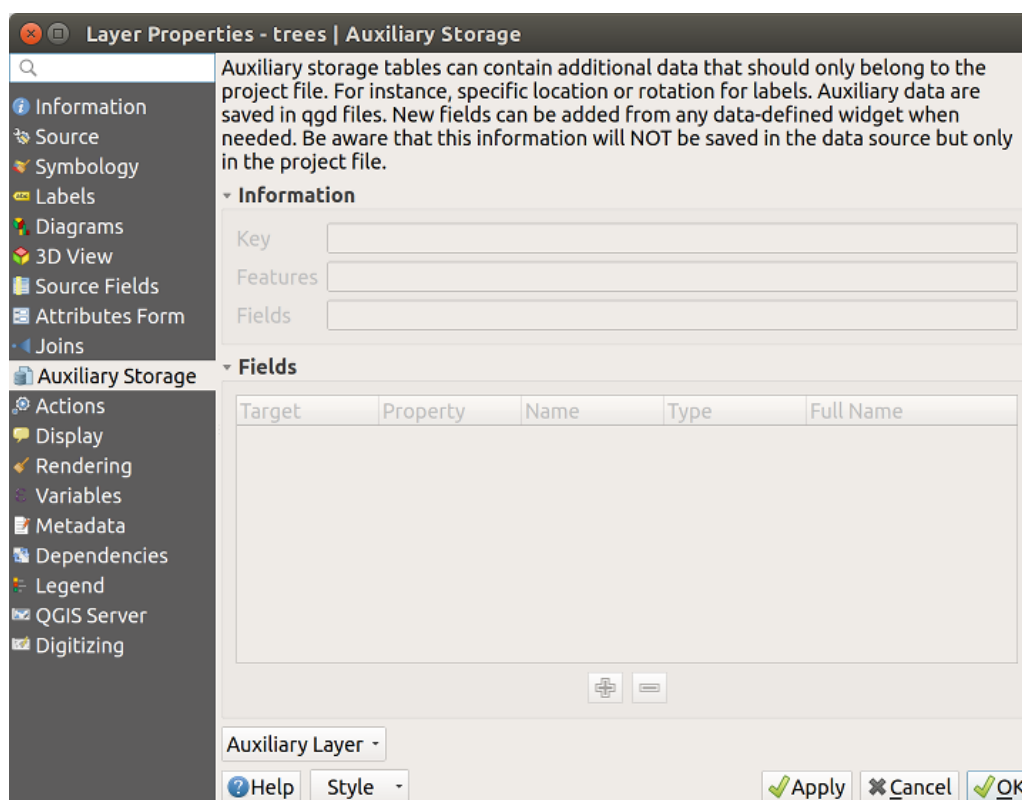 Layer Properties - trees | Auxiliary Storage
Information
Source
Symbology
Labels
Diagrams
3D View
Source Fields
Attributes Form
Joins
Auxiliary Storage
Actions
Display
Rendering
Variables
Metadata
Dependencies
Legend
QGIS Server
Digitizing
Auxiliary storage tables can contain additional data that should only belong to the
project file. For instance, specific location or rotation for labels. Auxiliary data are
saved in qgd files. New fields can be added from any data-defined widget when
needed. Be aware that this information will NOT be saved in the data source but only
in the project file.
Information
Key
Features
Fields
Fields
Target Property Name Type Full Name
Auxiliary Layer
Help Style Apply Cancel OK